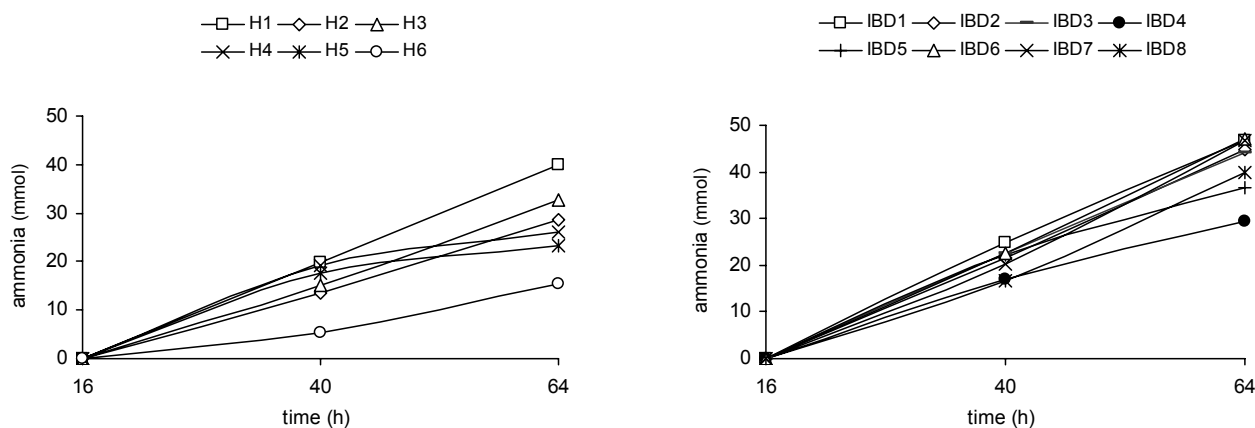 H1 H2 H3
H4 H5 H6
50
40
30
20
10
0
ammonia (mmol)
16 40 64
time (h)
IBD1 IBD2 IBD3 IBD4
IBD5 IBD6 IBD7 IBD8
50
40
30
20
10
0
ammonia (mmol)
16 40 64
time (h)